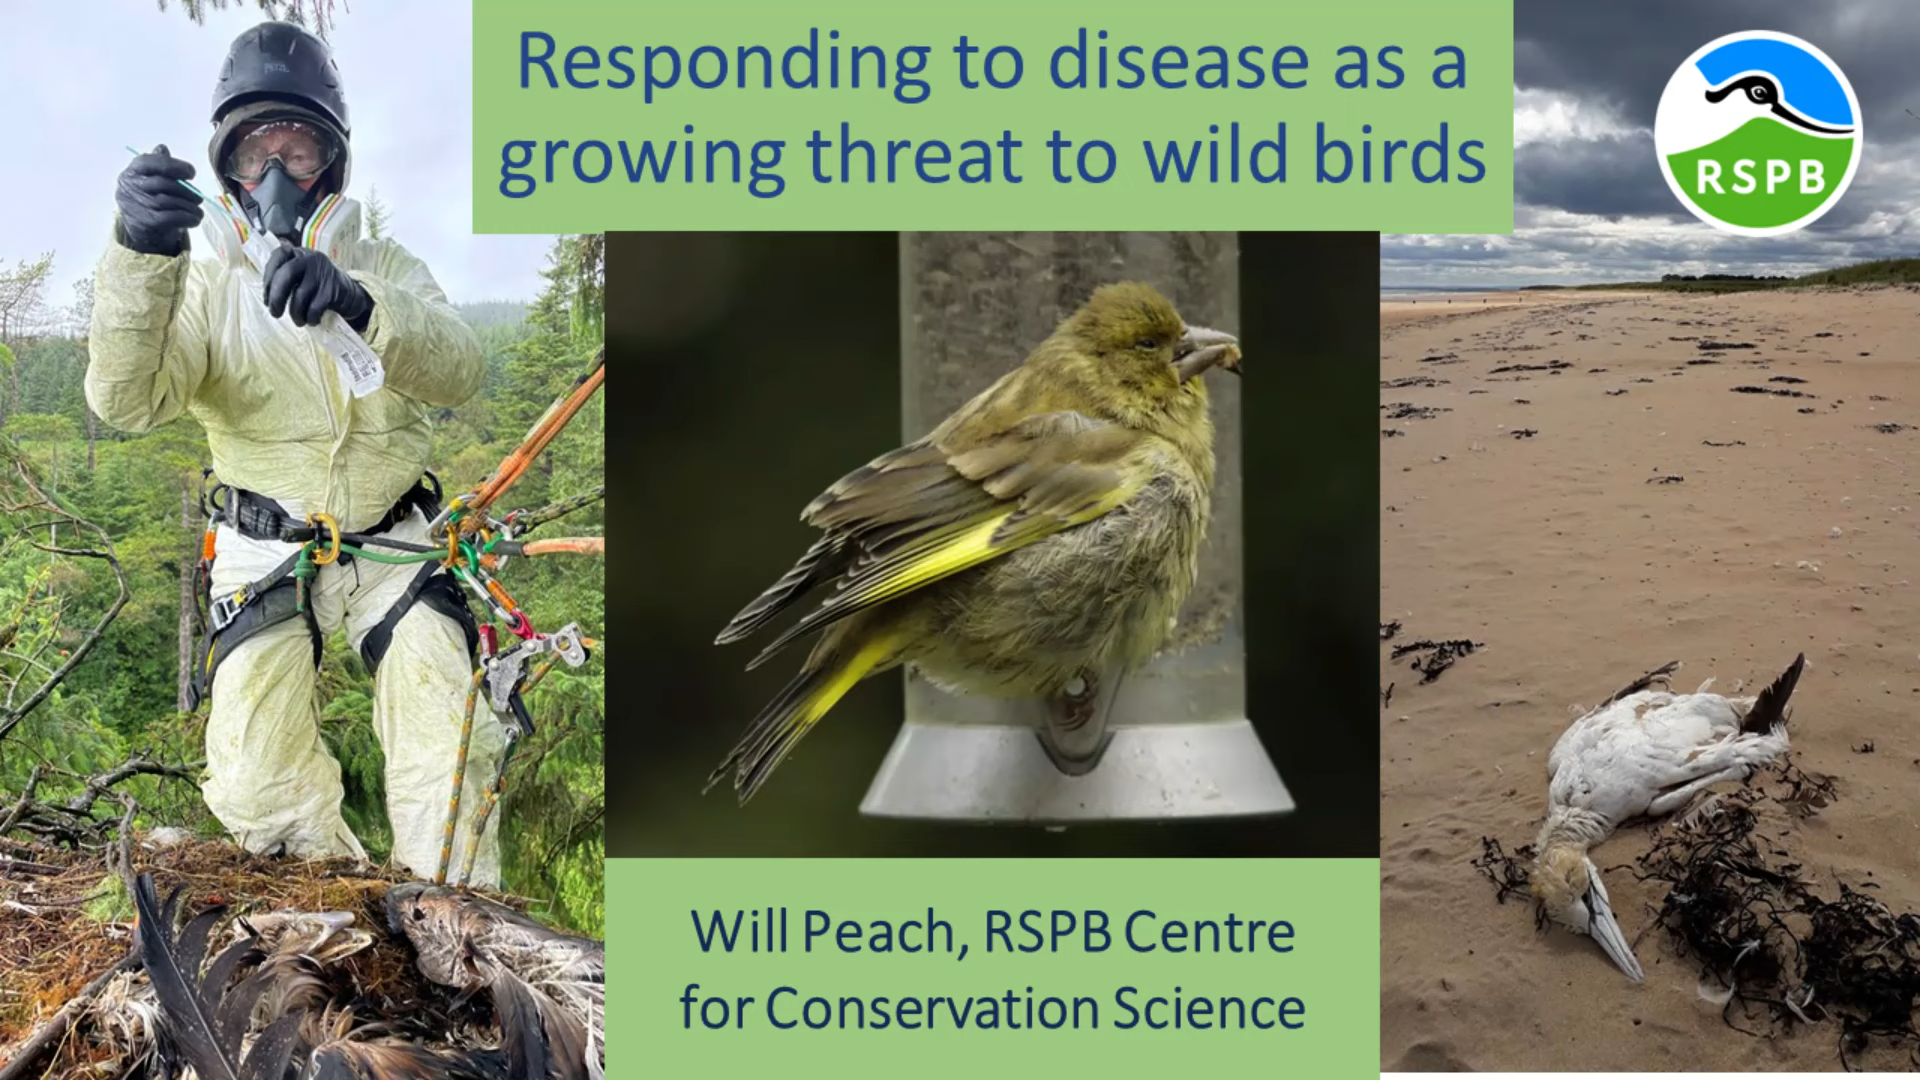 Responding to disease as a
growing threat to wild birds
RSPB
Will Peach, RSPB Centre
for Conservation Science